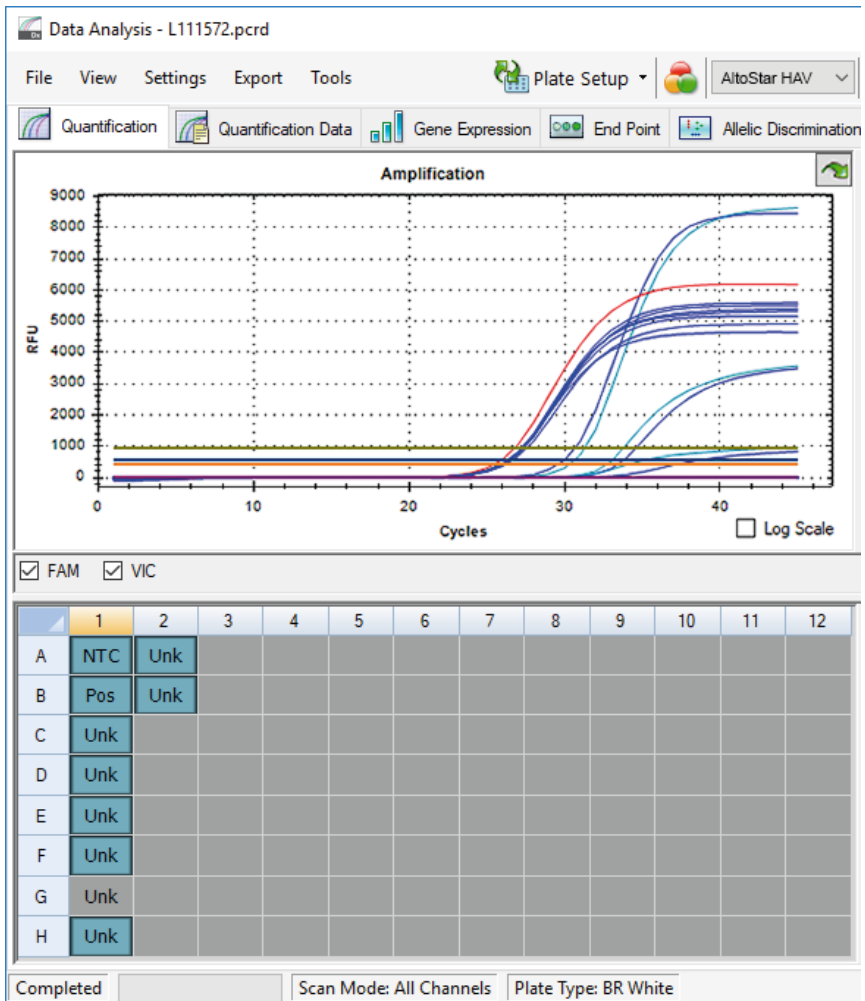 Data Analysis - L111572.pcrd
File View Settings Export Tools Plate Setup AltoStar HAV
Quantification Quantification Data Gene Expression End Point Allelic Discrimination
Amplification
9000
8000
7000
6000
5000
4000
3000
2000
1000
0
RFU
0 10 20 30 40
Cycles
Log Scale
FAM VIC
1 2 3 4 5 6 7 8 9 10 11 12
A NTC Unk
B Pos Unk
C Unk
D Unk
E Unk
F Unk
G Unk
H Unk
Completed Scan Mode: All Channels Plate Type: BR White